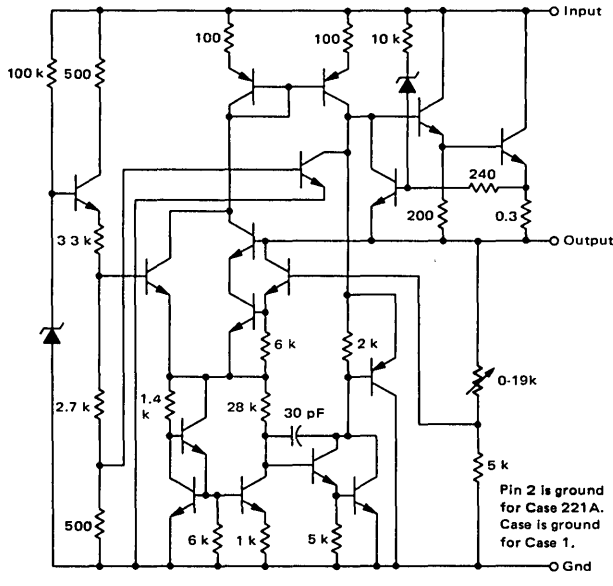 Input
100
100
10 k
100 k
500
240
200
0.3
3 3 k
Output
6 k
2 k
0-19k
2.7 k
1.4
k
28 k
30 pF
5 k
500
6 k
1 k
5 k
Pin 2 is ground
for Case 221A.
Case is ground
for Case 1.
Gnd